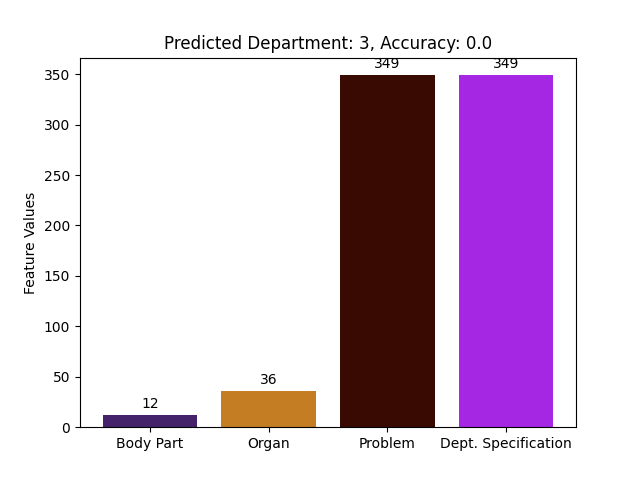 Predicted Department: 3, Accuracy: 0.0
Feature Values
350
300
250
200
150
100
50
0
12
36
349
349
Body Part
Organ
Problem
Dept. Specification